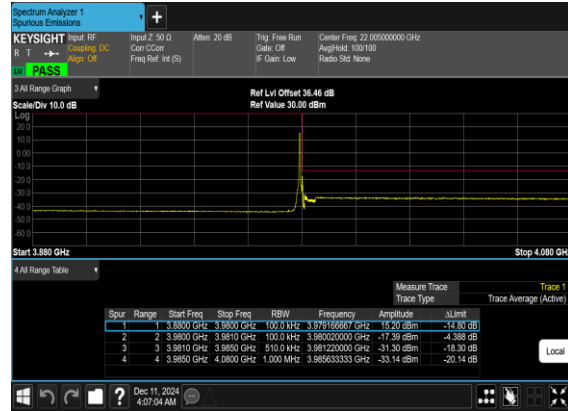 Spectrum Analyzer 1
Spurious Emissions
+
KEYSIGHT Input: RF Input Z: 50 Ω Atten: 20 dB Trig: Free Run Center Freq: 22.005000000 GHz
R T Coupling: DC Corr CCorr Gate: Off Avg|Hold: 100/100
Align: Off Freq Ref: Int (S) IF Gain: Low Radio Std: None
PASS
3 All Range Graph
Ref Lvl Offset 36.46 dB
Scale/Div 10.0 dB Ref Value 30.00 dBm
Log
20.0
10.0
0.00
-10.0
-20.0
-30.0
-40.0
-50.0
-60.0
Start 3.880 GHz Stop 4.080 GH
4 All Range Table
Measure Trace Trace 1
Trace Type Trace Average (Active)
Spur Range Start Freq Stop Freq RBW Frequency Amplitude ΔLimit
1 1 3.8800 GHz 3.9800 GHz 100.0 kHz 3.979166667 GHz 15.20 dBm -14.80 dB
2 2 3.9800 GHz 3.9810 GHz 100.0 kHz 3.980020000 GHz -17.39 dBm -4.388 dB
3 3 3.9810 GHz 3.9850 GHz 510.0 kHz 3.981220000 GHz -31.30 dBm -18.30 dB
4 4 3.9850 GHz 4.0800 GHz 1.000 MHz 3.985633333 GHz -33.14 dBm -20.14 dB
Local
? Dec 11, 2024
4:07:04 AM